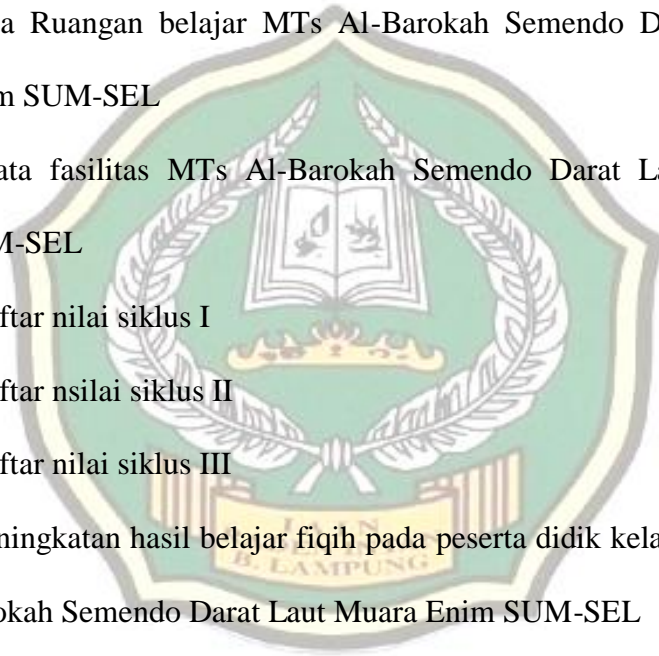 a Ruangan belajar MTs Al-Barokah Semendo D
m SUM-SEL
ata fasilitas MTs Al-Barokah Semendo Darat La
M-SEL
ftar nilai siklus I
ftar nsilai siklus II
ftar nilai siklus III
ningkatan hasil belajar fiqih pada peserta didik kela
okah Semendo Darat Laut Muara Enim SUM-SEL
B. LAMPUNG